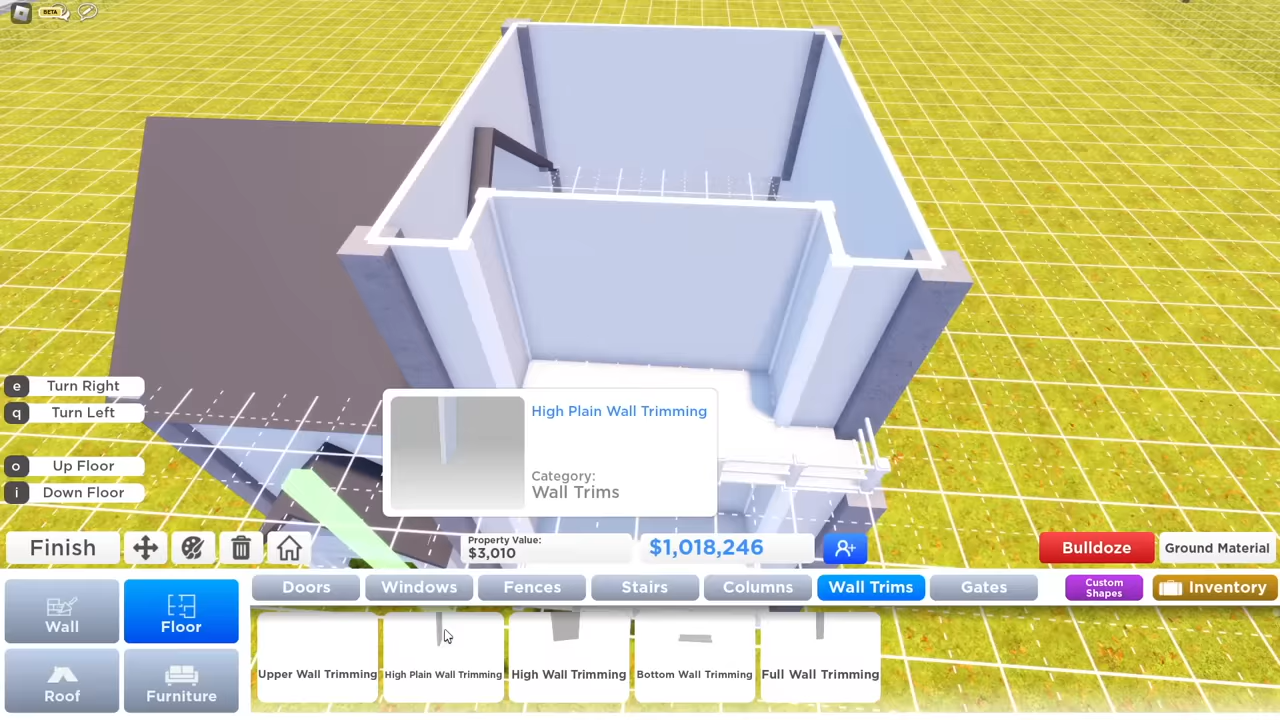 BETA
e Turn Right
q Turn Left
o Up Floor
i Down Floor
High Plain Wall Trimming
Category:
Wall Trims
Finish
Property Value:
$3,010
$1,018,246
Bulldoze
Ground Material
Wall
Floor
Roof
Furniture
Doors
Windows
Fences
Stairs
Columns
Wall Trims
Gates
Custom
Shapes
Inventory
Upper Wall Trimming
High Plain Wall Trimming
High Wall Trimming
Bottom Wall Trimming
Full Wall Trimming